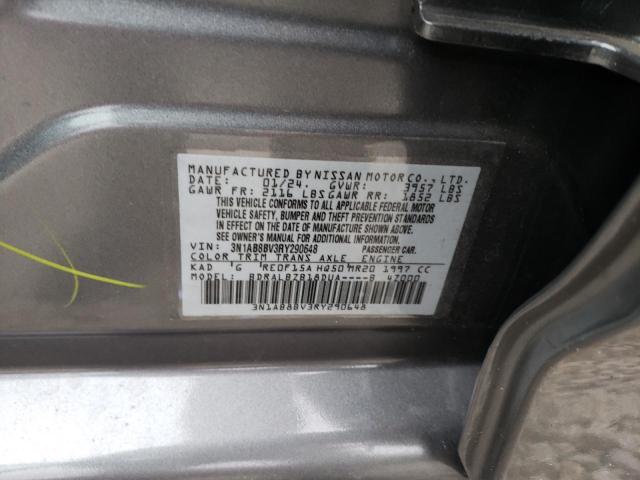 MANUFACTURED BY NISSAN MOTOR CO., LTD.
DATE: 01/24. GVWR: 3957 LBS
GAWR FR: 2116 LBS GAWR RR: 1852 LBS
THIS VEHICLE CONFORMS TO ALL APPLICABLE FEDERAL MOTOR
VEHICLE SAFETY, BUMPER AND THEFT PREVENTION STANDARDS
IN EFFECT ON THE DATE OF MANUFACTURE SHOWN ABOVE.
SEE OWNER'S MANUAL FOR ADDITIONAL INFORMATION.
VIN: 3N1AB8BV3RY290648 PASSENGER CAR.
COLOR TRIM TRANS AXLE ENGINE
KAD G RE0F15A HQ50 MR20 1997 CC
BDRALBZB18DUA----B 47000
3N1AB8BV3RY290648